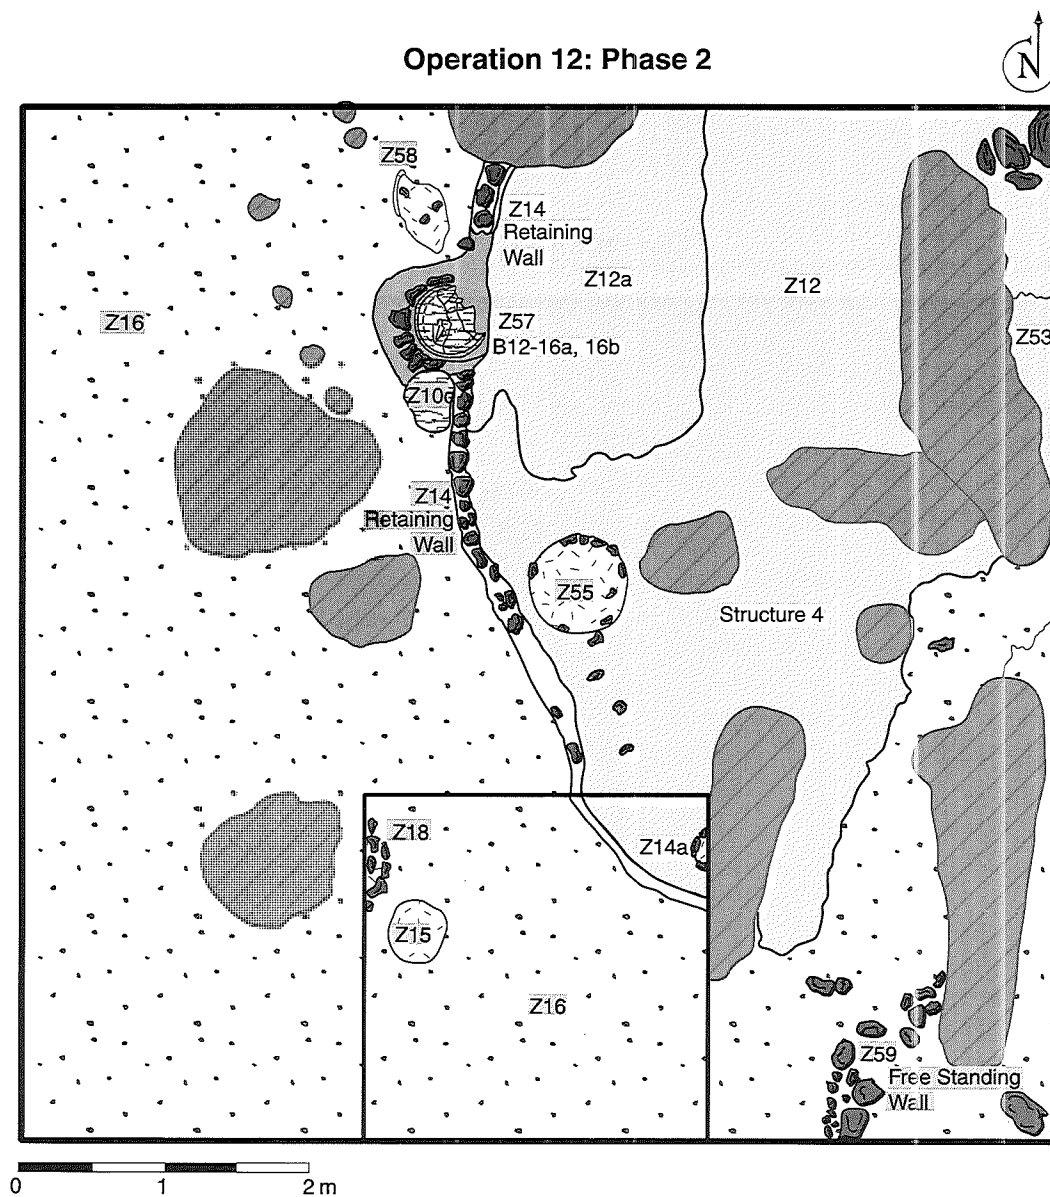 Operation 12: Phase 2
N
Z58
Z14
Retaining
Wall
Z12a
Z12
Z16
Z57
B12-16a, 16b
Z53
Z10c
Z14
Retaining
Wall
Z55
Structure 4
Z18
Z14a
Z15
Z16
Z59
Free Standing
Wall
0 1 2 m